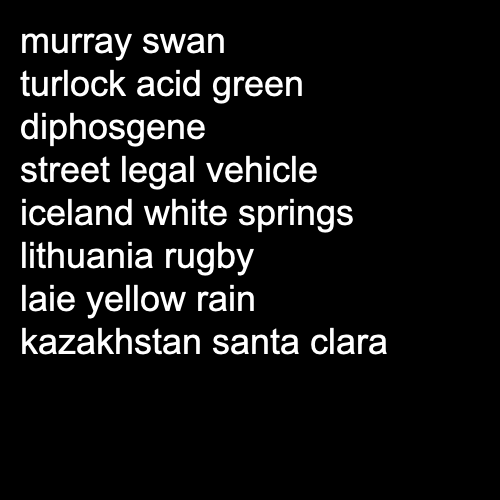 murray swan
turlock acid green
diphosgene
street legal vehicle
iceland white springs
lithuania rugby
laie yellow rain
kazakhstan santa clara